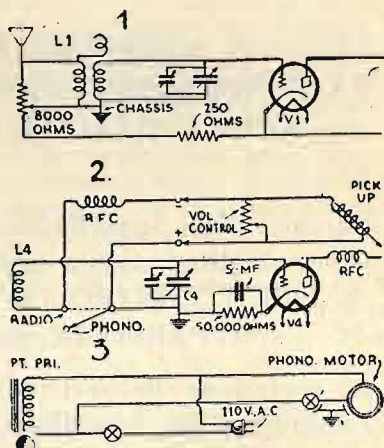 1
L1
8000
OHMS
CHASSIS
250
OHMS
V1
2.
RFC
VOL
CONTROL
PICK
UP
L4
+
RADIO
PHONO.
C4
.5-MF
50,000 OHMS
V4
RFC
3
PT. PRI.
110 V. A.C
PHONO. MOTOR